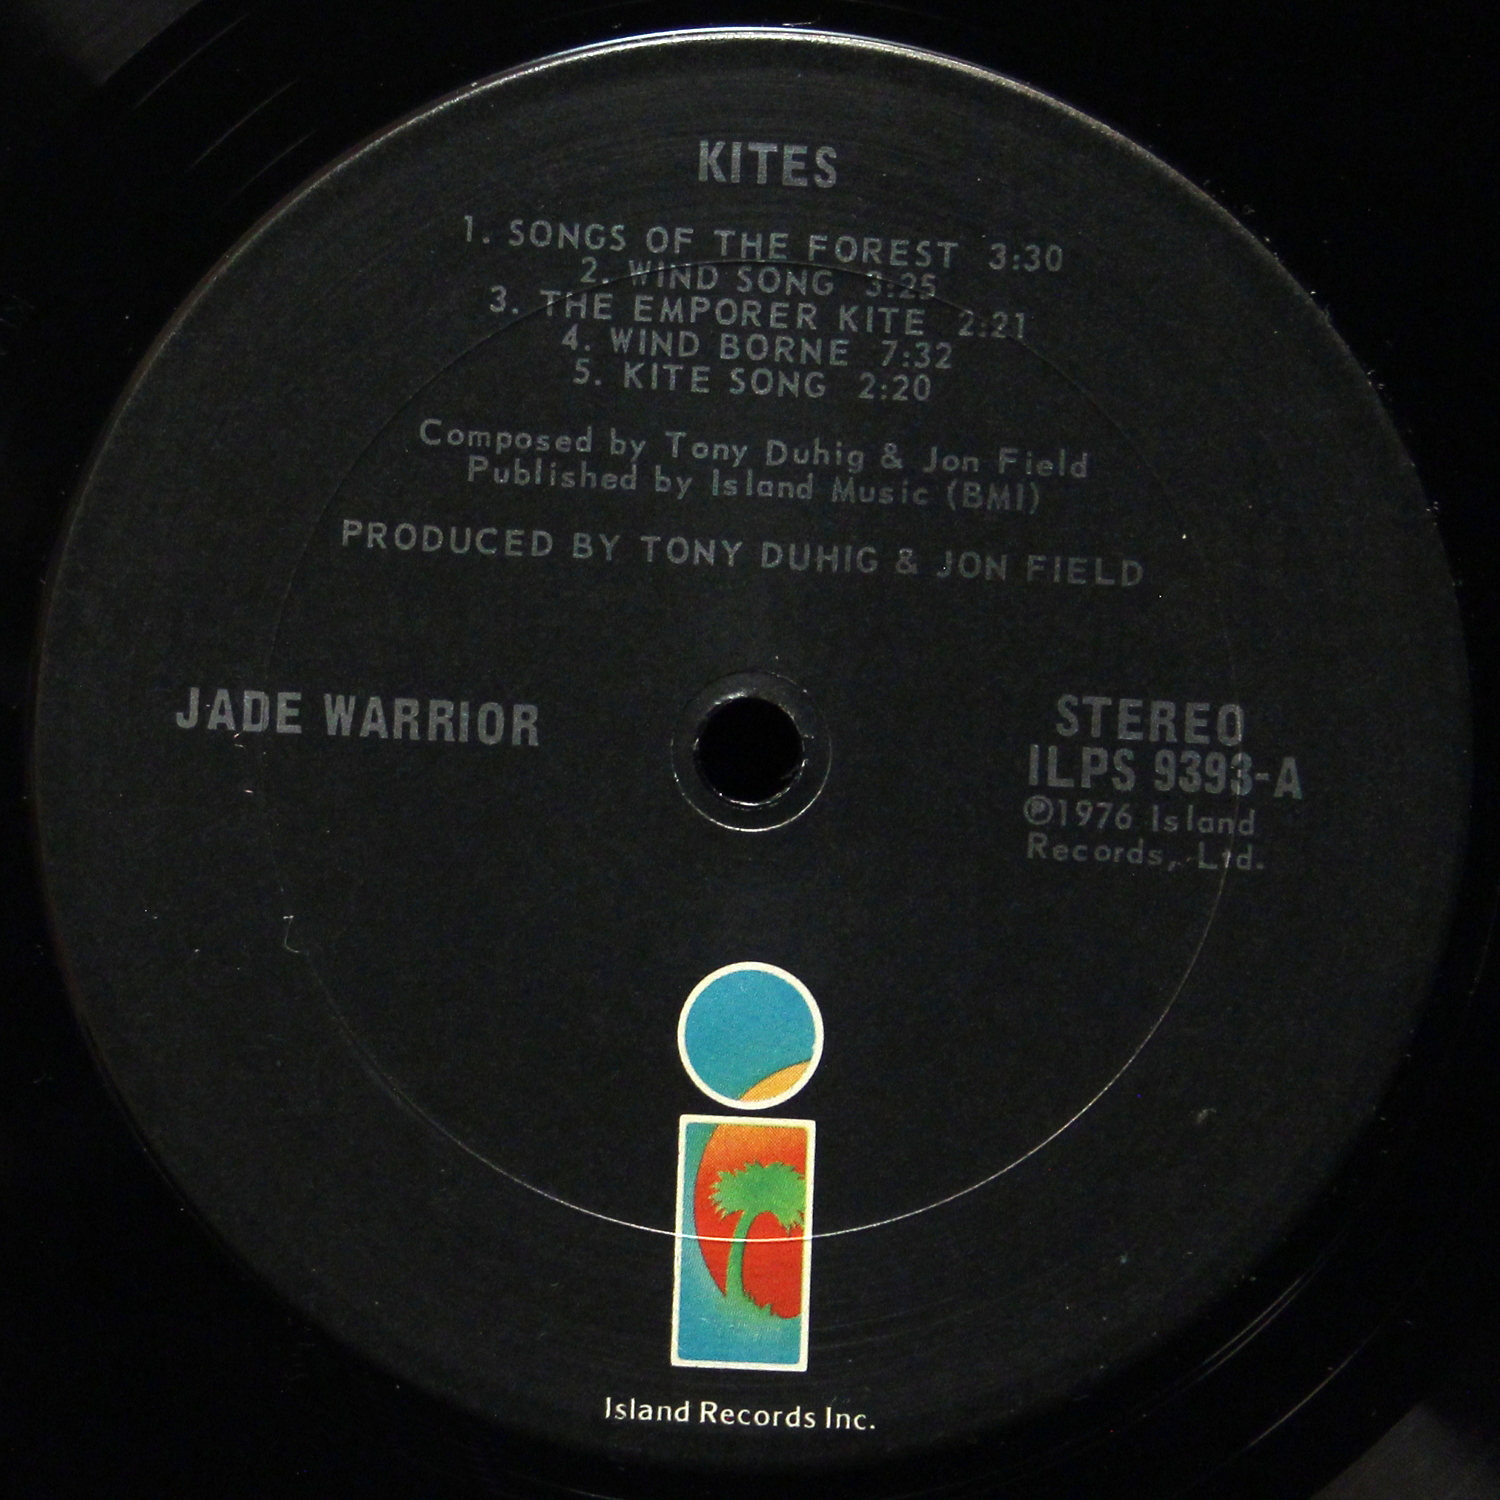 KITES
1. SONGS OF THE FOREST 3:30
2. WIND SONG 3:25
3. THE EMPORER KITE 2:21
4. WIND BORNE 7:32
5. KITE SONG 2:20
Composed by Tony Duhig & Jon Field
Published by Island Music (BMI)
PRODUCED BY TONY DUHIG & JON FIELD
JADE WARRIOR
STEREO
ILPS 9393-A
℗1976 Island
Records, Ltd.
Island Records Inc.